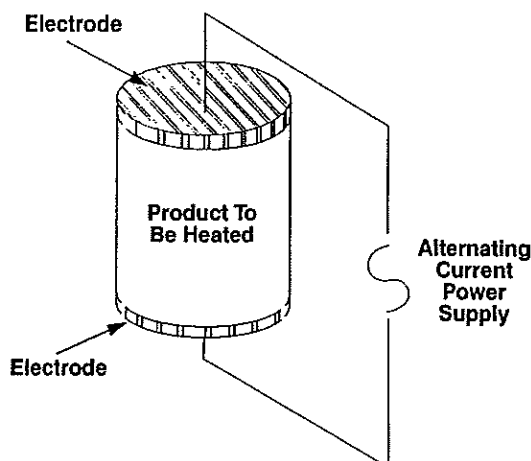 Electrode
Product To
Be Heated
Alternating
Current
Power
Supply
Electrode